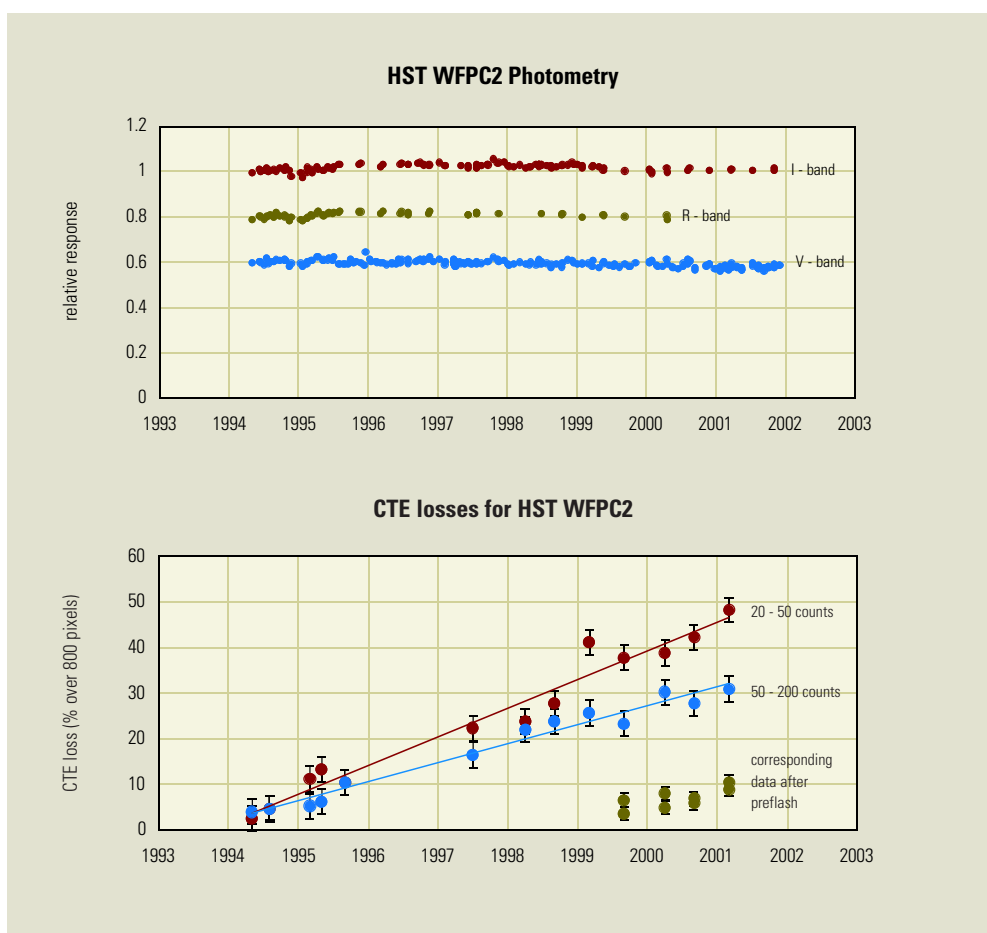 HST WFPC2 Photometry
1.2
1
0.8
0.6
0.4
0.2
0
relative response
I - band
R - band
V - band
1993 1994 1995 1996 1997 1998 1999 2000 2001 2002 2003
CTE losses for HST WFPC2
60
50
40
30
20
10
0
CTE loss (% over 800 pixels)
20 - 50 counts
50 - 200 counts
corresponding
data after
preflash
1993 1994 1995 1996 1997 1998 1999 2000 2001 2002 2003